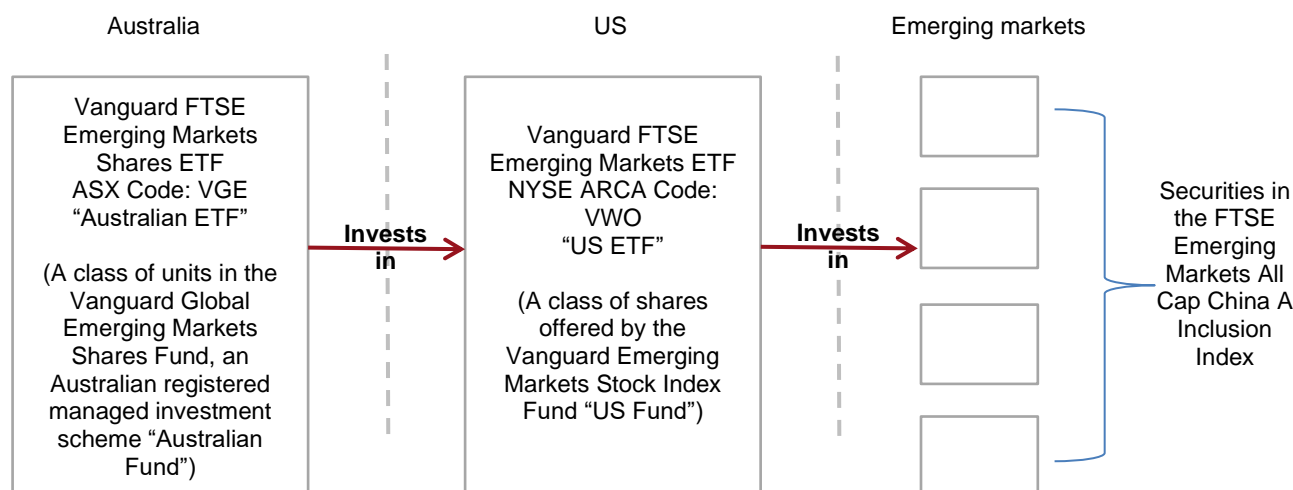 Australia
US
Emerging markets
Vanguard FTSE
Emerging Markets
Shares ETF
ASX Code: VGE
“Australian ETF”
(A class of units in the
Vanguard Global
Emerging Markets
Shares Fund, an
Australian registered
managed investment
scheme “Australian
Fund”)
Invests
in
Vanguard FTSE
Emerging Markets ETF
NYSE ARCA Code:
VWO
“US ETF”
(A class of shares
offered by the
Vanguard Emerging
Markets Stock Index
Fund “US Fund”)
Invests
in
Securities in
the FTSE
Emerging
Markets All
Cap China A
Inclusion
Index